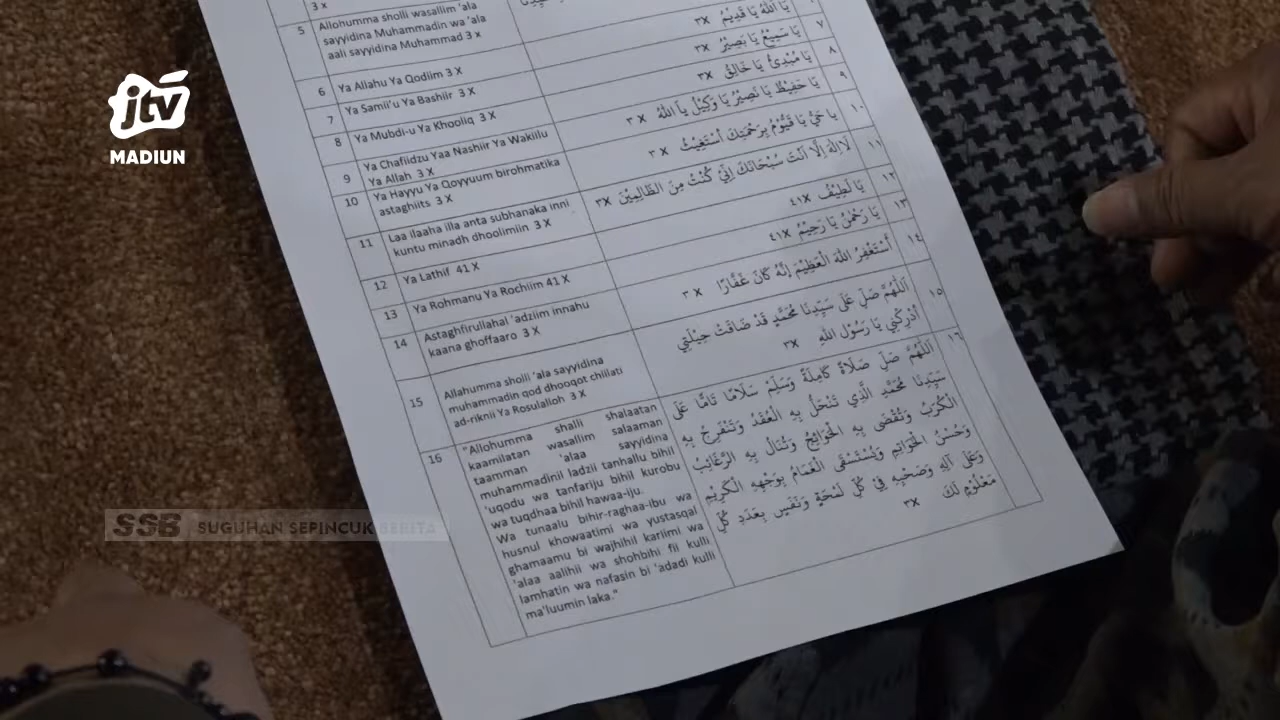 jtv
MADIUN
3 x
5 Allohumma sholli wasallim 'ala
sayyidina Muhammadin wa 'ala
aali sayyidina Muhammad 3 x
6 Ya Allahu Ya Qodiim 3 X
يَا اَللهُ يَا قَدِيْمُ ٣X
7 Ya Samii'u Ya Bashiir 3 X
٧ يَا سَمِيْعُ يَا بَصِيْرُ ٣X
8 Ya Mubdi-u Ya Khooliq 3 X
٨ يَا مُبْدِئُ يَا خَالِقُ ٣X
9 Ya Chafiidzu Yaa Nashiir Ya Wakiilu
Ya Allah 3 X
٩ يَا حَفِيْظُ يَا نَصِيْرُ يَا وَكِيْلُ يَا اَللهُ ٣ X
10 Ya Hayyu Ya Qoyyuum birohmatika
astaghiits 3 X
١٠ يَا حَيُّ يَا قَيُّوْمُ بِرَحْمَتِكَ أَسْتَغِيْثُ ٣ X
11 Laa ilaaha illa anta subhanaka inni
kuntu minadh dhoolimiin 3 X
١١ لَا اِلٰهَ اِلَّا اَنْتَ سُبْحَانَكَ اِنِّيْ كُنْتُ مِنَ الظَّالِمِيْنَ ٣X
12 Ya Lathif 41 X
١٢ يَا لَطِيْفُ ٤١X
13 Ya Rohmanu Ya Rochiim 41 X
١٣ يَا رَحْمٰنُ يَا رَحِيْمُ ٤١X
14 Astaghfirullahal 'adziim innahu
kaana ghoffaaro 3 X
١٤ أَسْتَغْفِرُ اللهَ الْعَظِيْمَ إِنَّهُ كَانَ غَفَّارًا ٣ X
15 Allahumma sholli 'ala sayyidina
muhammadin qod dhooqot chiilati
ad-riknii Ya Rosulalloh 3 X
١٥ اَللّٰهُمَّ صَلِّ عَلَى سَيِّدِنَا مُحَمَّدٍ قَدْ ضَاقَتْ حِيْلَتِي
أَدْرِكْنِي يَا رَسُوْلَ اللهِ ٣X
16 "Allohumma shalli shalaatan
kaamilatan wasallim salaaman
taamman 'alaa sayyidina
muhammadinil ladzii tanhallu bihil
'uqodu wa tanfariju bihil kurobu
wa tuqdhaa bihil hawaa-iju.
Wa tunaalu bihir-raghaa-ibu wa
husnul khowaatimi wa yustasqal
ghamaamu bi wajhihil kariimi wa
'alaa aalihii wa shohbihi fii kulli
lamhatin wa nafasin bi 'adadi kulli
ma'luumin laka."
١٦ اَللّٰهُمَّ صَلِّ صَلَاةً كَامِلَةً وَسَلِّمْ سَلَامًا تَامًّا عَلَى
سَيِّدِنَا مُحَمَّدٍ الَّذِي تَنْحَلُّ بِهِ الْعُقَدُ وَتَنْفَرِجُ بِهِ
الْكُرَبُ وَتُقْضَى بِهِ الْحَوَائِجُ وَتُنَالُ بِهِ الرَّغَائِبُ
وَحُسْنُ الْخَوَاتِمِ وَيُسْتَسْقَى الْغَمَامُ بِوَجْهِهِ الْكَرِيْمِ
وَعَلَى آلِهِ وَصَحْبِهِ فِيْ كُلِّ لَمْحَةٍ وَنَفَسٍ بِعَدَدِ كُلِّ
مَعْلُوْمٍ لَكَ ٣X
SSB SUGUHAN SEPINCUK BERITA